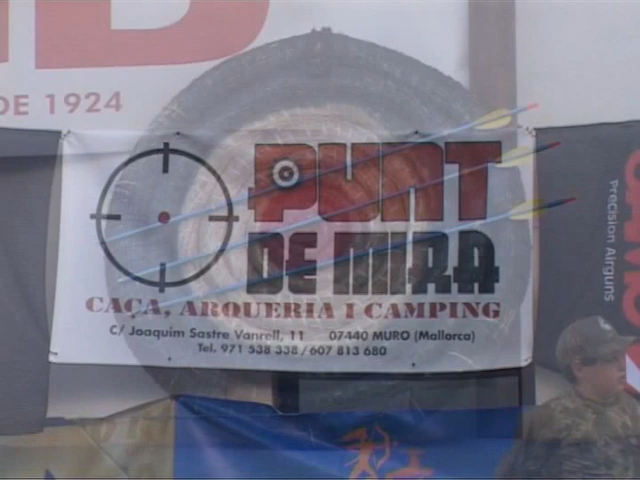 DE 1924
PUNT
DE MIRA
CAÇA, ARQUERIA I CAMPING
C/ Joaquim Sastre Vanrell, 11 07440 MURO (Mallorca)
Tel. 971 538 338 / 607 813 680
Precision Airguns